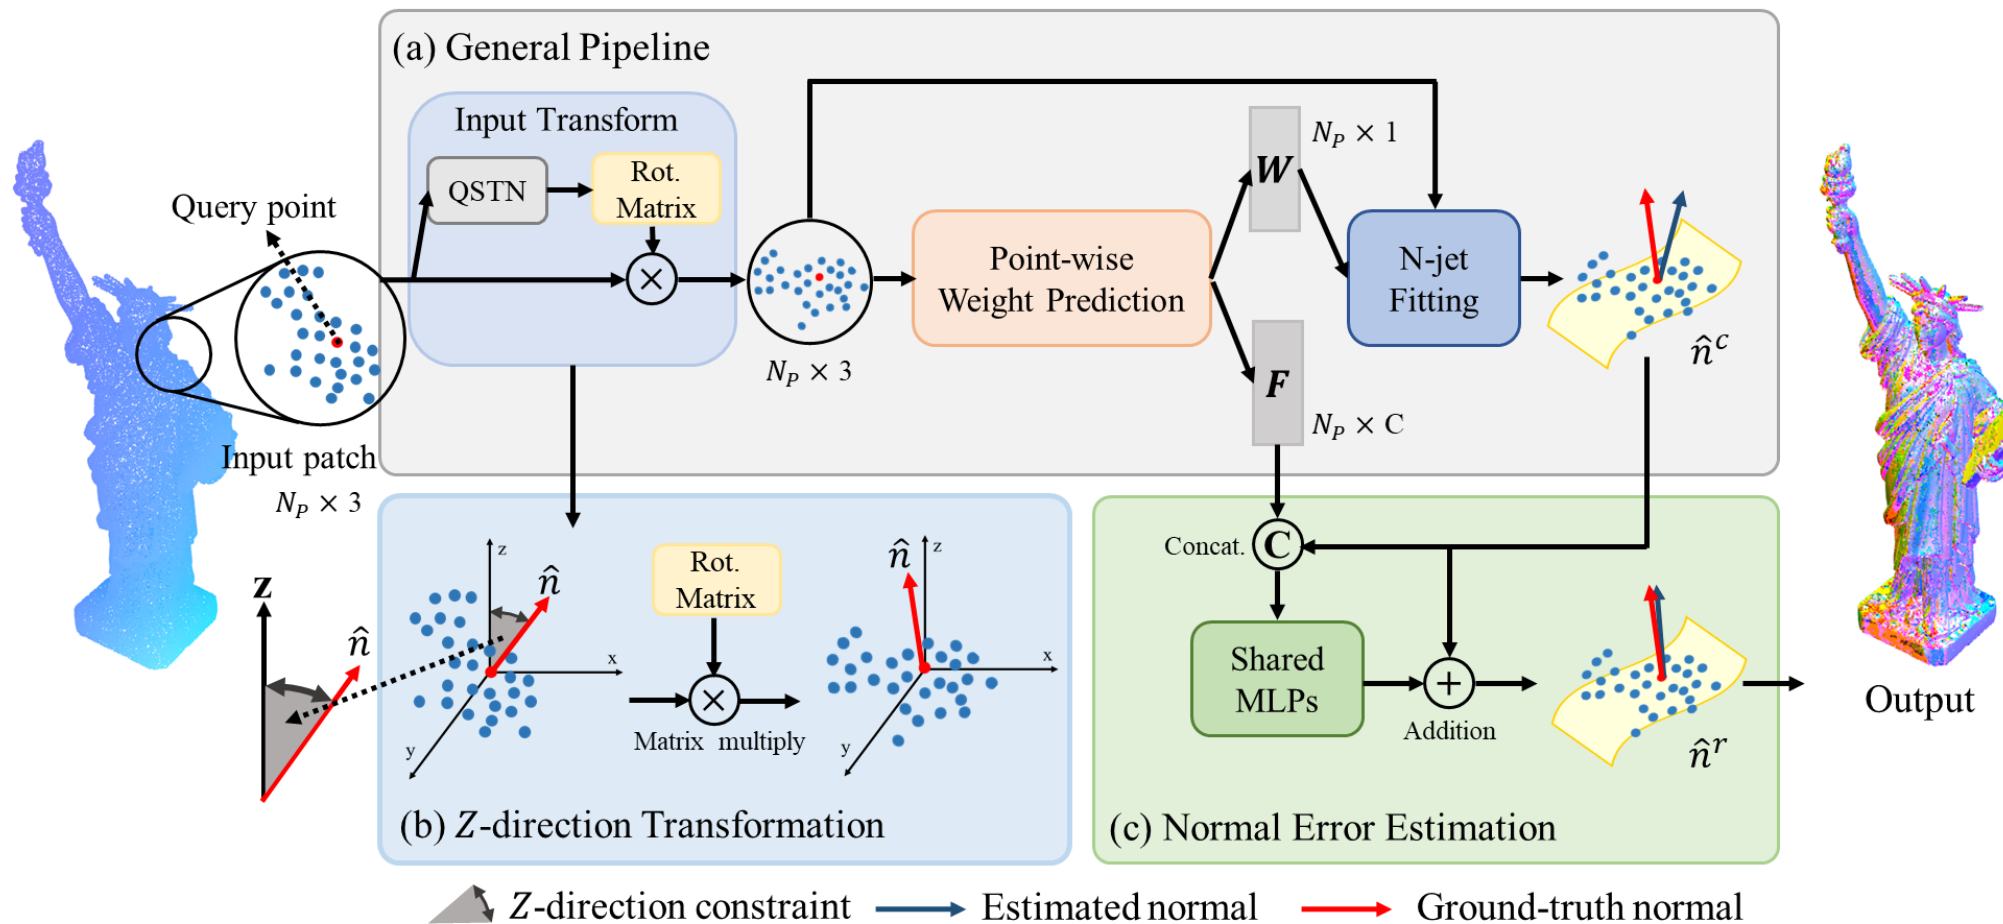 (a) General Pipeline
Input Transform
QSTN
Rot.
Matrix
Query point
Input patch
N_P × 3
N_P × 3
Point-wise
Weight Prediction
W
N_P × 1
F
N_P × C
N-jet
Fitting
n̂^c
z
n̂
z
n̂
x
y
Rot.
Matrix
Matrix multiply
n̂
z
x
y
(b) Z-direction Transformation
Concat.
C
Shared
MLPs
Addition
n̂^r
(c) Normal Error Estimation
Output
Z-direction constraint
Estimated normal
Ground-truth normal